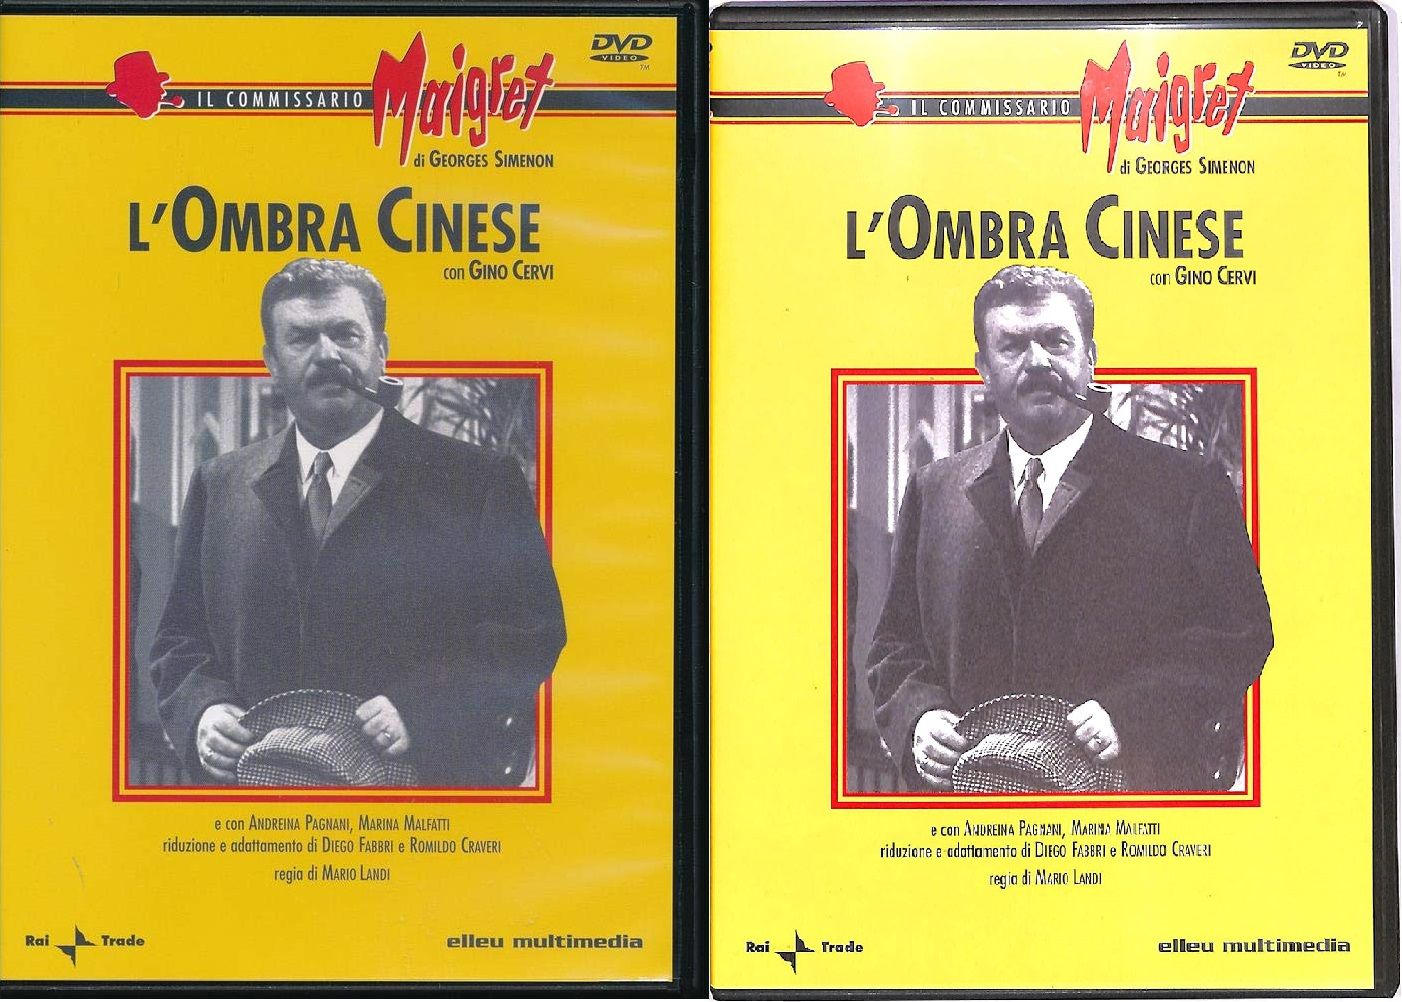 DVD
VIDEO
TM
IL COMMISSARIO Maigret
di GEORGES SIMENON
L'OMBRA CINESE
con GINO CERVI
e con ANDREINA PAGNANI, MARINA MALFATTI
riduzione e adattamento di DIEGO FABBRI e ROMILDO CRAVERI
regia di MARIO LANDI
Rai Trade
elleu multimedia
DVD
VIDEO
TM
IL COMMISSARIO Maigret
di GEORGES SIMENON
L'OMBRA CINESE
con GINO CERVI
e con ANDREINA PAGNANI, MARINA MALFATTI
riduzione e adattamento di DIEGO FABBRI e ROMILDO CRAVERI
regia di MARIO LANDI
Rai Trade
elleu multimedia